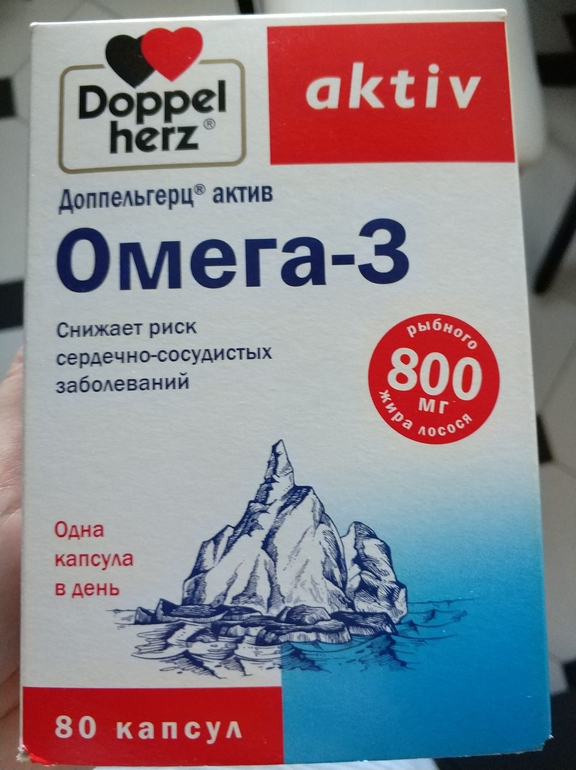 Doppel
herz®
aktiv
Доппельгерц® актив
Омега-3
Снижает риск
сердечно-сосудистых
заболеваний
рыбного
800
мг
жира лосося
Одна
капсула
в день
80 капсул